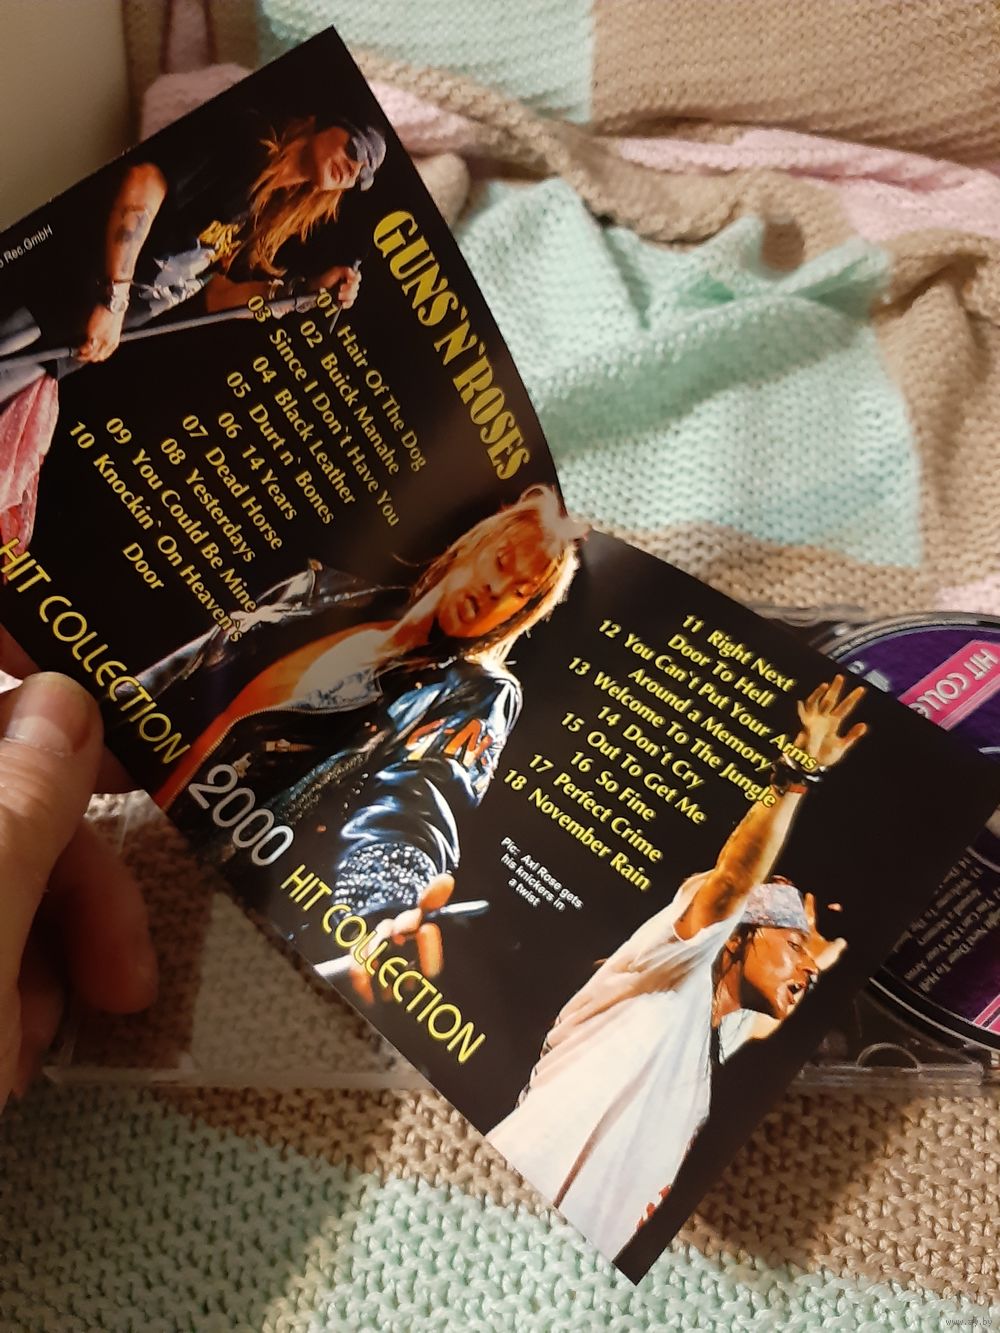 Rec.GmbH
GUNS`N`ROSES
01 Hair Of The Dog
02 Buick Manahe
03 Since I Don`t Have You
04 Black Leather
05 Durt n` Bones
06 14 Years
07 Dead Horse
08 Yesterdays
09 You Could Be Mine
10 Knockin` On Heaven`s
Door
HIT COLLECTION
2000
11 Right Next
Door To Hell
12 You Can`t Put Your Arms
Around a Memory
13 Welcome To The Jungle
14 Don`t Cry
15 Out To Get Me
16 So Fine
17 Perfect Crime
18 November Rain
Pic: Axl Rose gets
his knickers in
a twist
HIT COLLECTION
HIT COLLE
www.ay.by